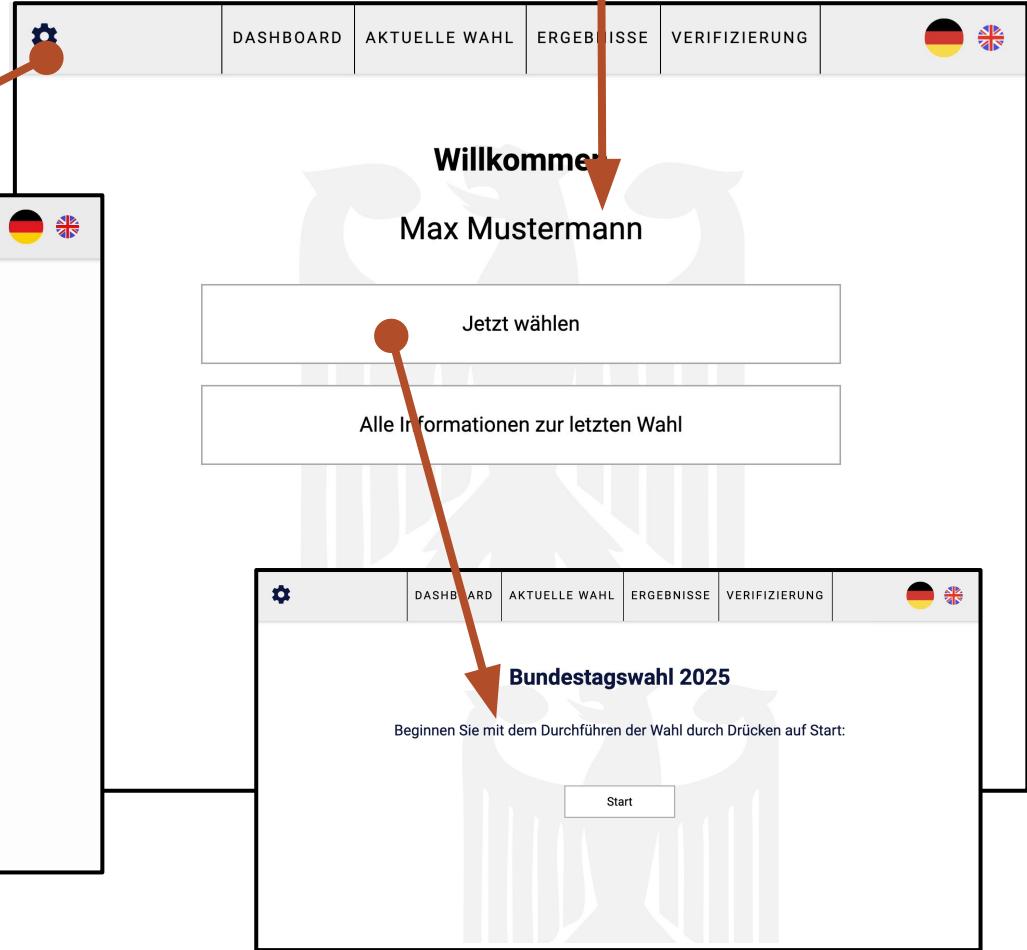 DASHBOARD AKTUELLE WAHL ERGEBNISSE VERIFIZIERUNG
Willkommen
Max Mustermann
Jetzt wählen
Alle Informationen zur letzten Wahl
DASHBOARD AKTUELLE WAHL ERGEBNISSE VERIFIZIERUNG
Bundestagswahl 2025
Beginnen Sie mit dem Durchführen der Wahl durch Drücken auf Start:
Start